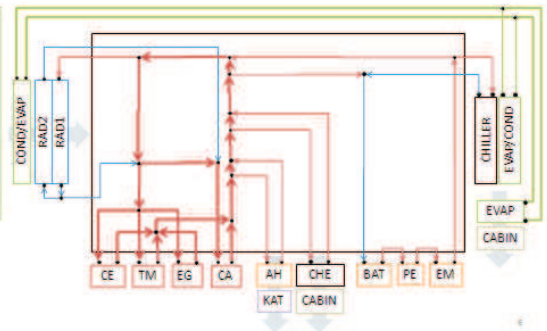 COND/EVAP
RAD2
RAD1
CHILLER
EVAP/COND
EVAP
CABIN
CE
TM
EG
CA
AH
CHE
BAT
PE
EM
KAT
CABIN